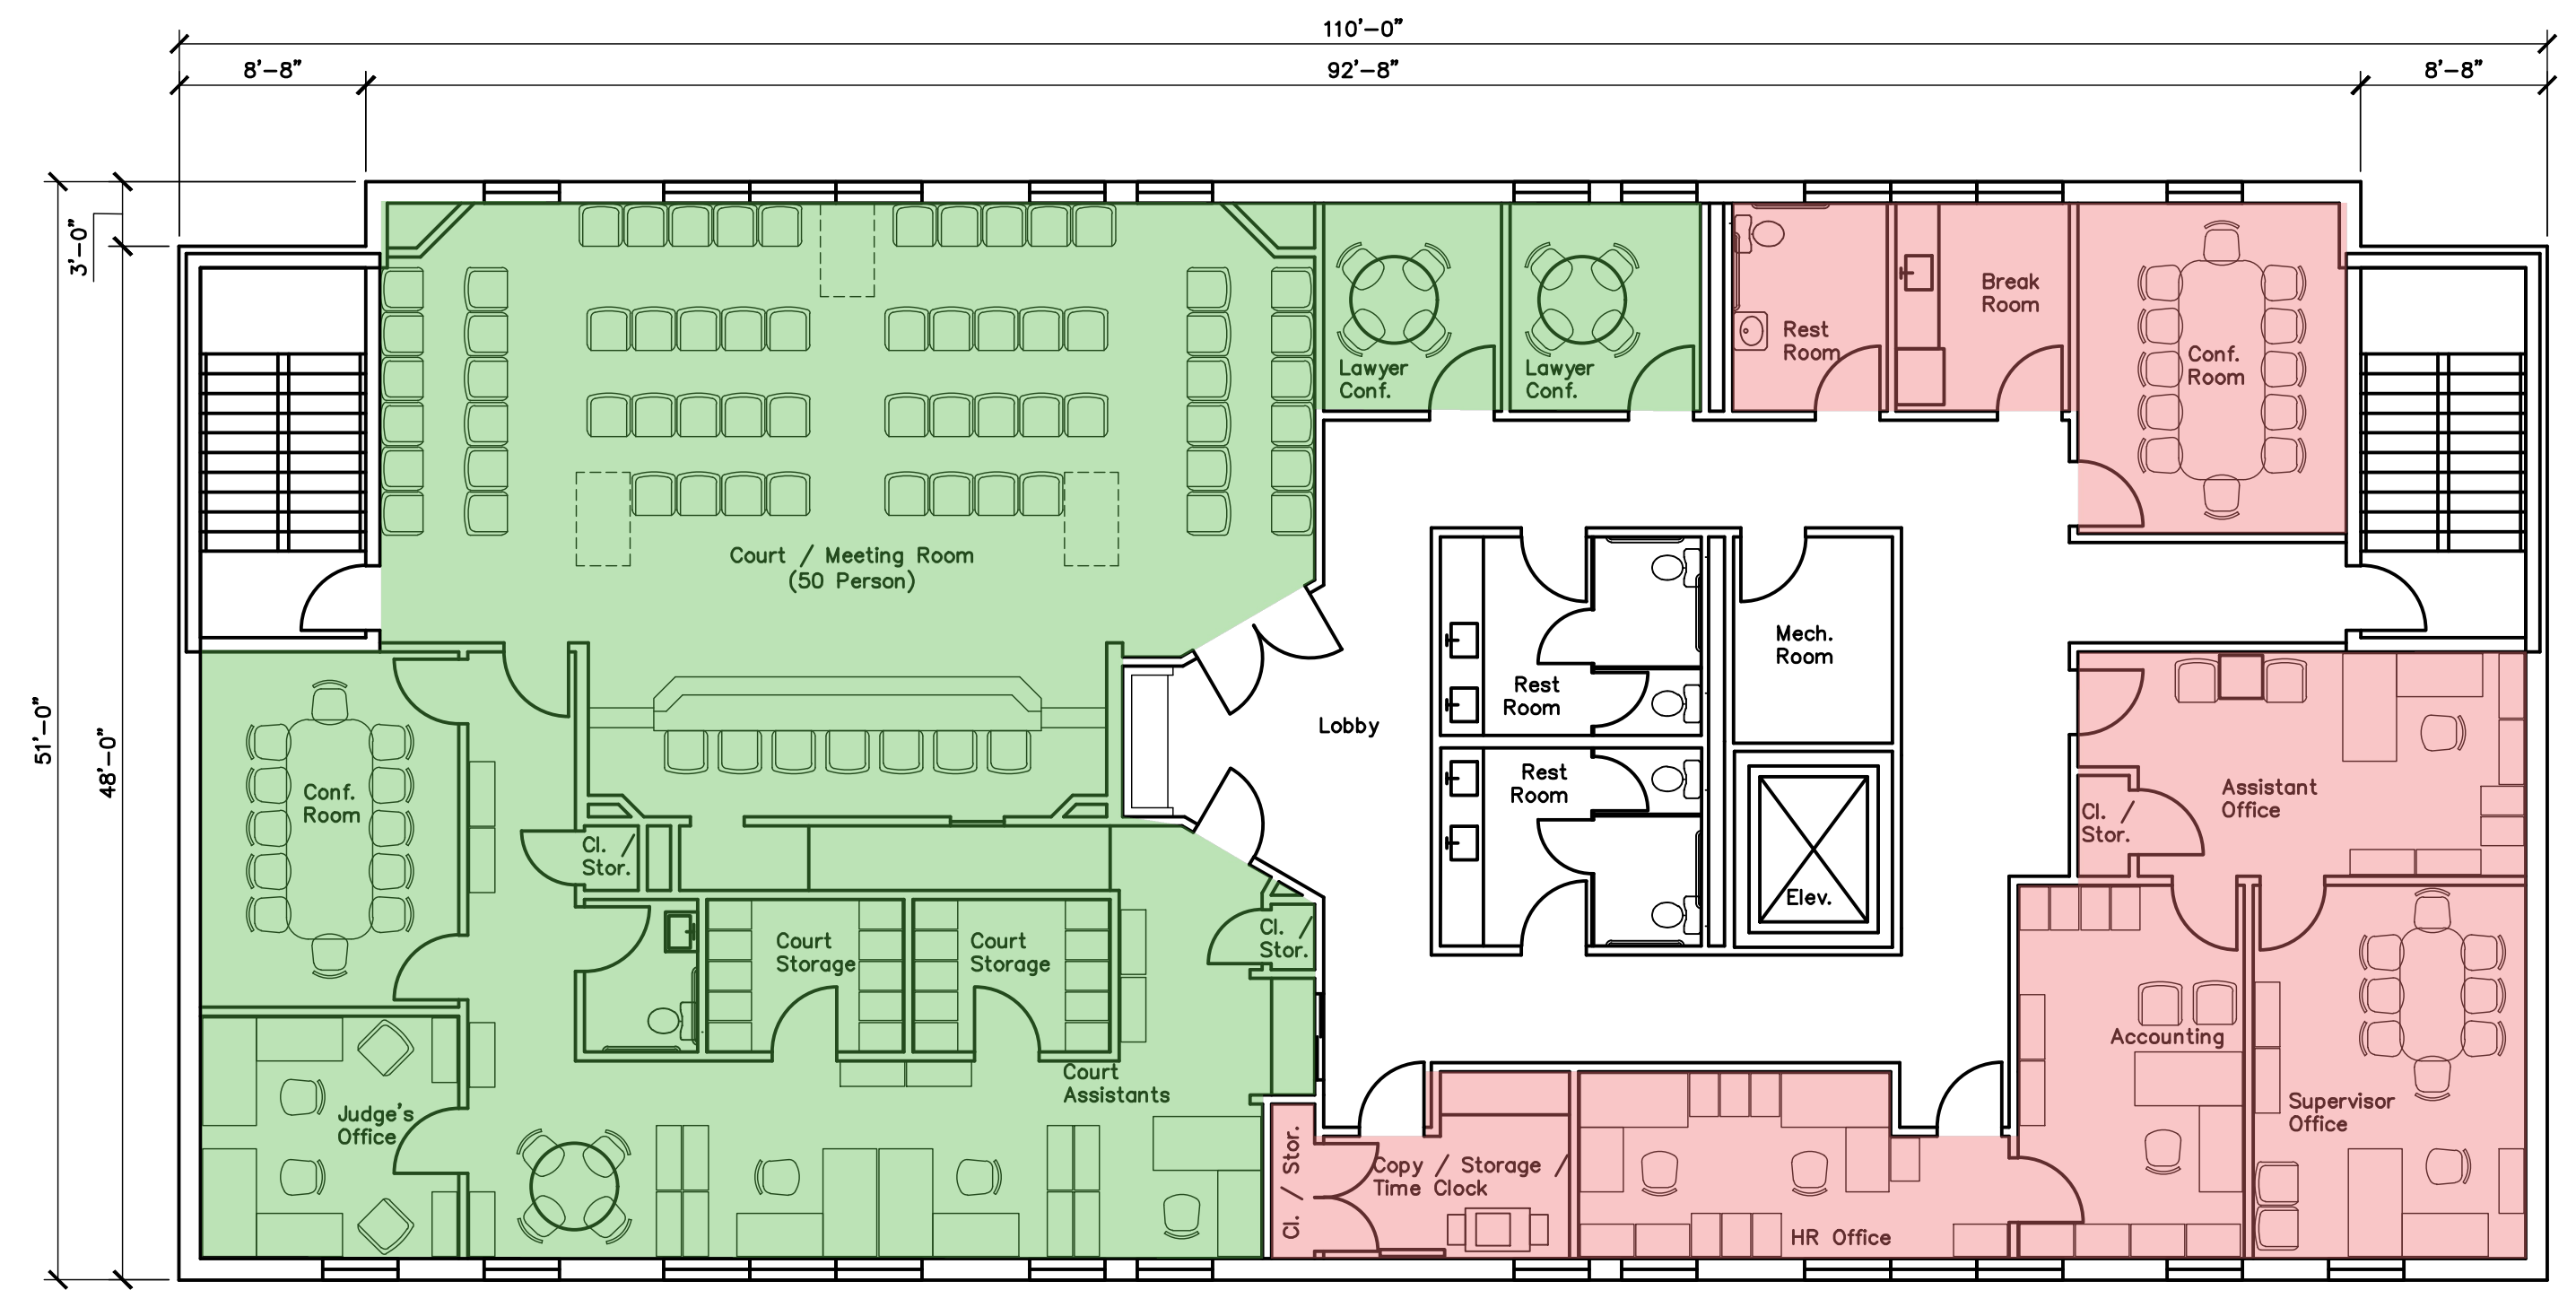 110'-0"
8'-8"
92'-8"
8'-8"
3'-0"
51'-0"
48'-0"
Lawyer
Conf.
Lawyer
Conf.
Rest
Room
Break
Room
Conf.
Room
Court / Meeting Room
(50 Person)
Mech.
Room
Rest
Room
Lobby
Rest
Room
Elev.
Conf.
Room
Cl. /
Stor.
Assistant
Office
Cl. /
Stor.
Court
Storage
Court
Storage
Cl. /
Stor.
Accounting
Court
Assistants
Judge's
Office
Supervisor
Office
Cl. / Stor.
Copy / Storage /
Time Clock
HR Office